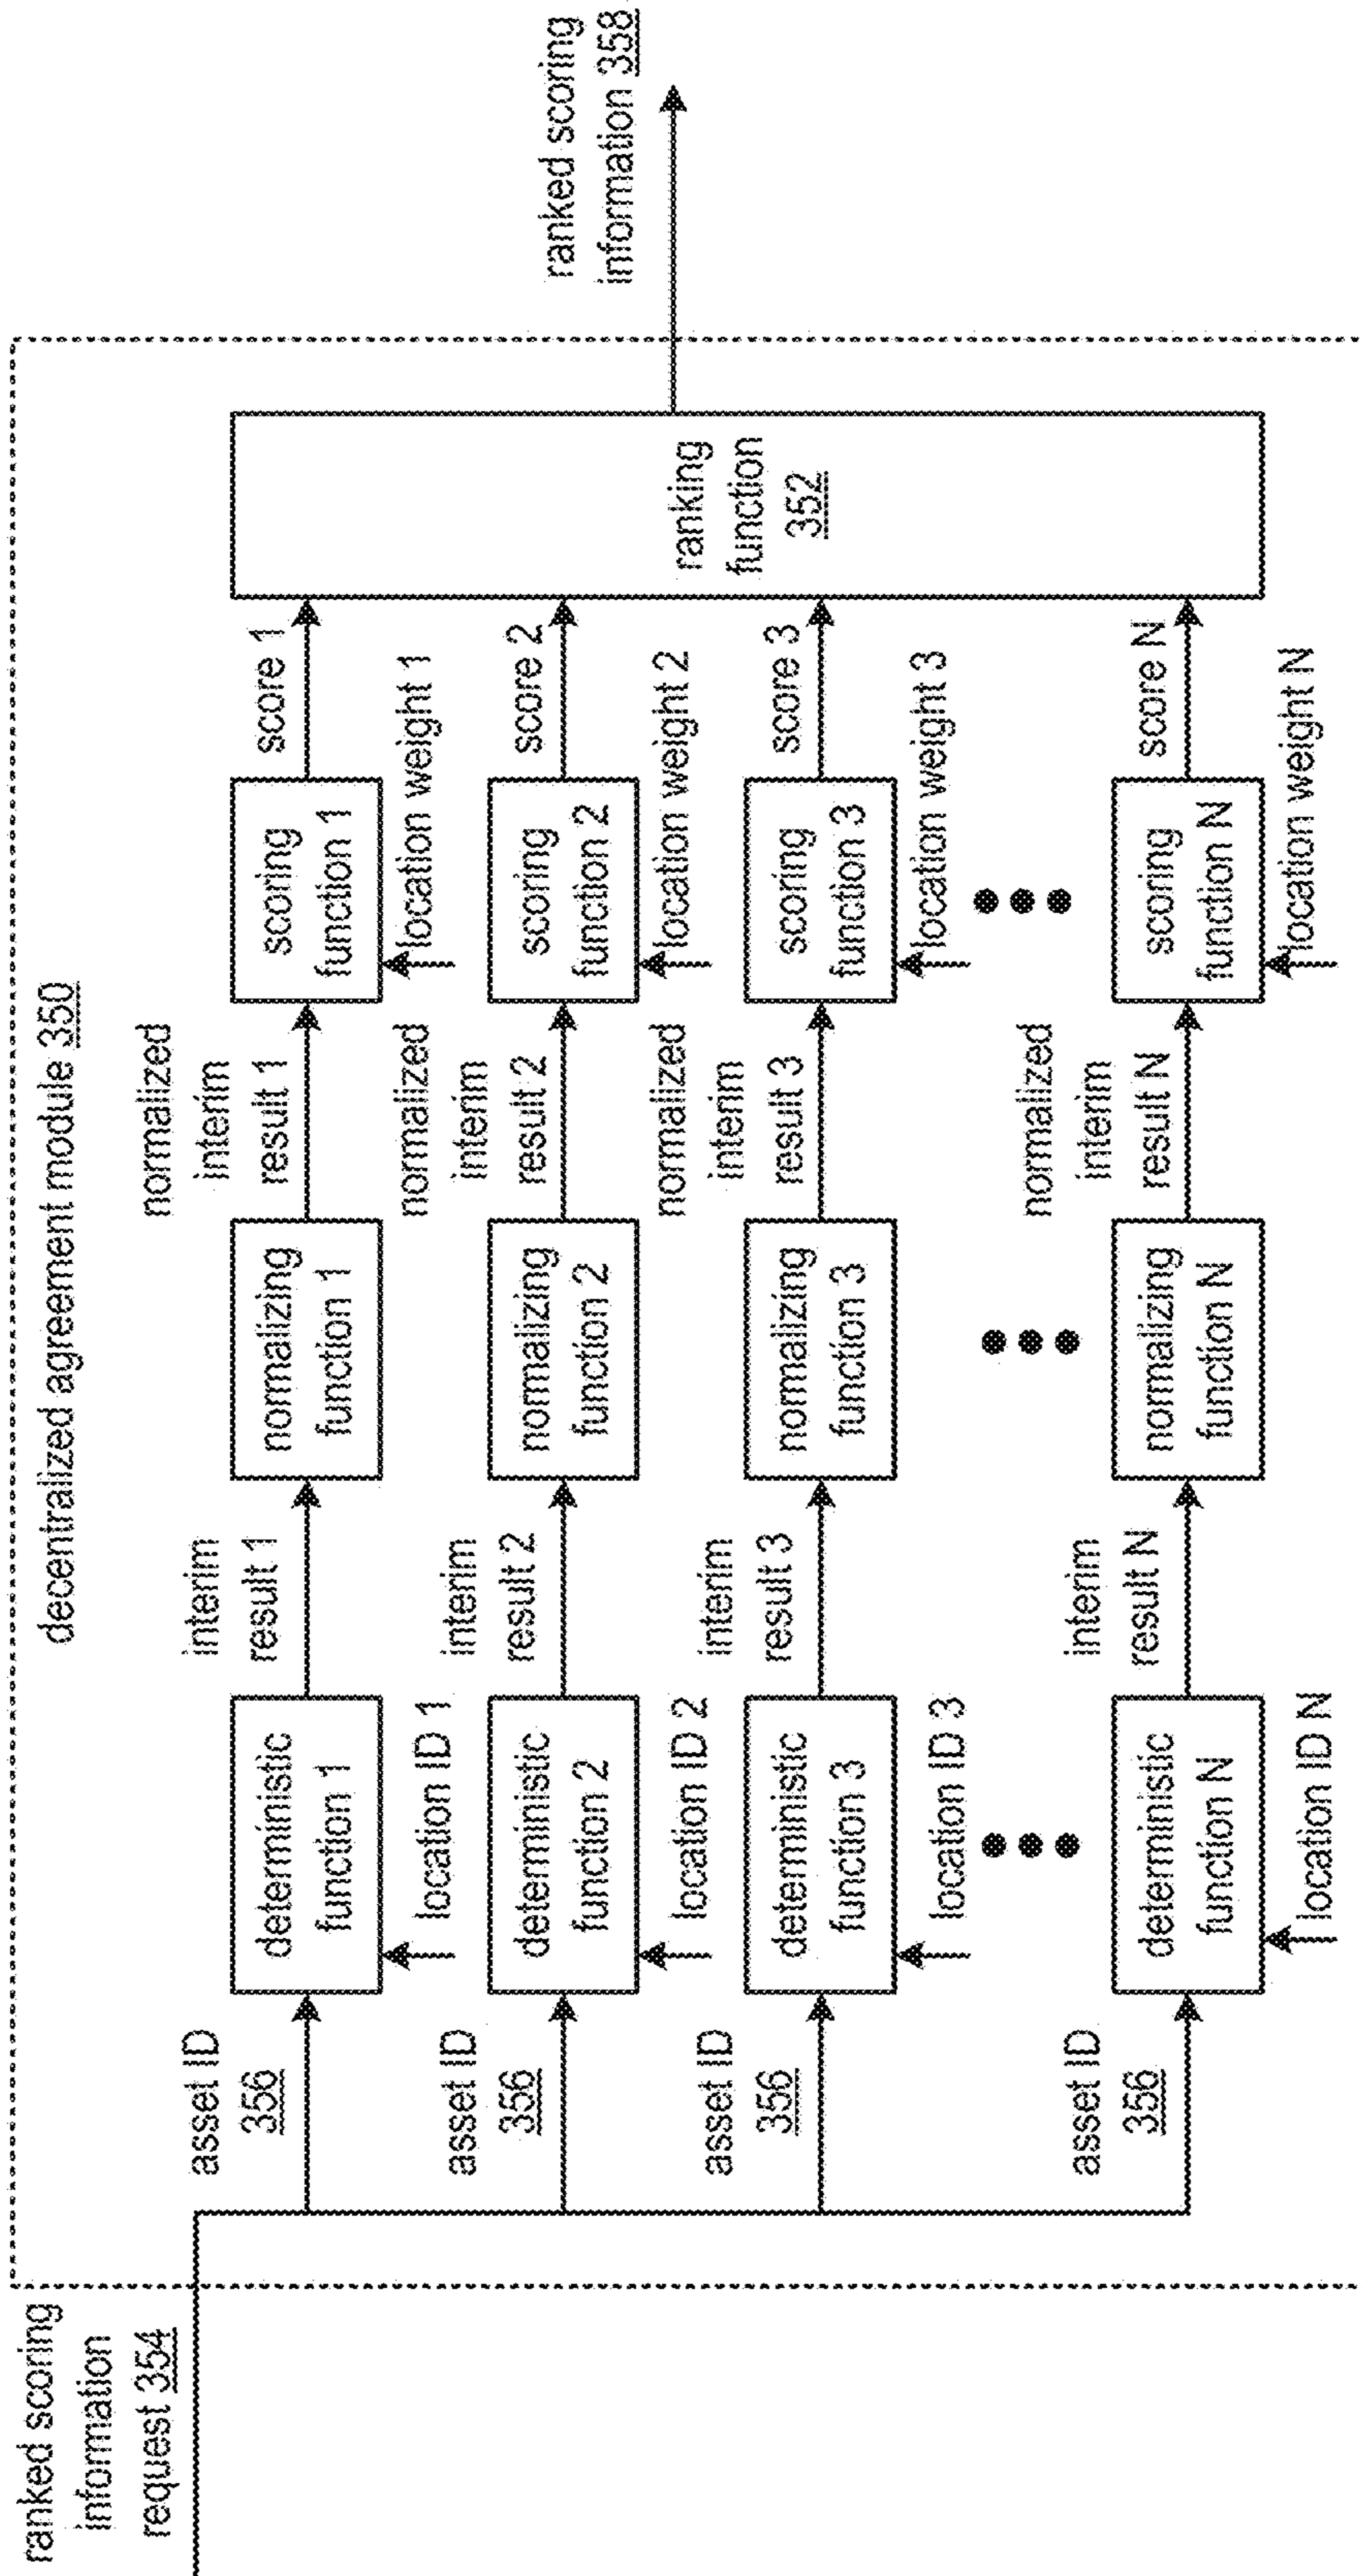 ranked scoring
information
request 354
decentralized agreement module 350
asset ID
356
deterministic
function 1
location ID 1
interim
result 1
normalizing
function 1
normalized
interim
result 1
scoring
function 1
location weight 1
score 1
asset ID
356
deterministic
function 2
location ID 2
interim
result 2
normalizing
function 2
normalized
interim
result 2
scoring
function 2
location weight 2
score 2
asset ID
356
deterministic
function 3
location ID 3
interim
result 3
normalizing
function 3
normalized
interim
result 3
scoring
function 3
location weight 3
score 3
asset ID
356
deterministic
function N
location ID N
interim
result N
normalizing
function N
normalized
interim
result N
scoring
function N
location weight N
score N
ranking
function
352
ranked scoring
information 358